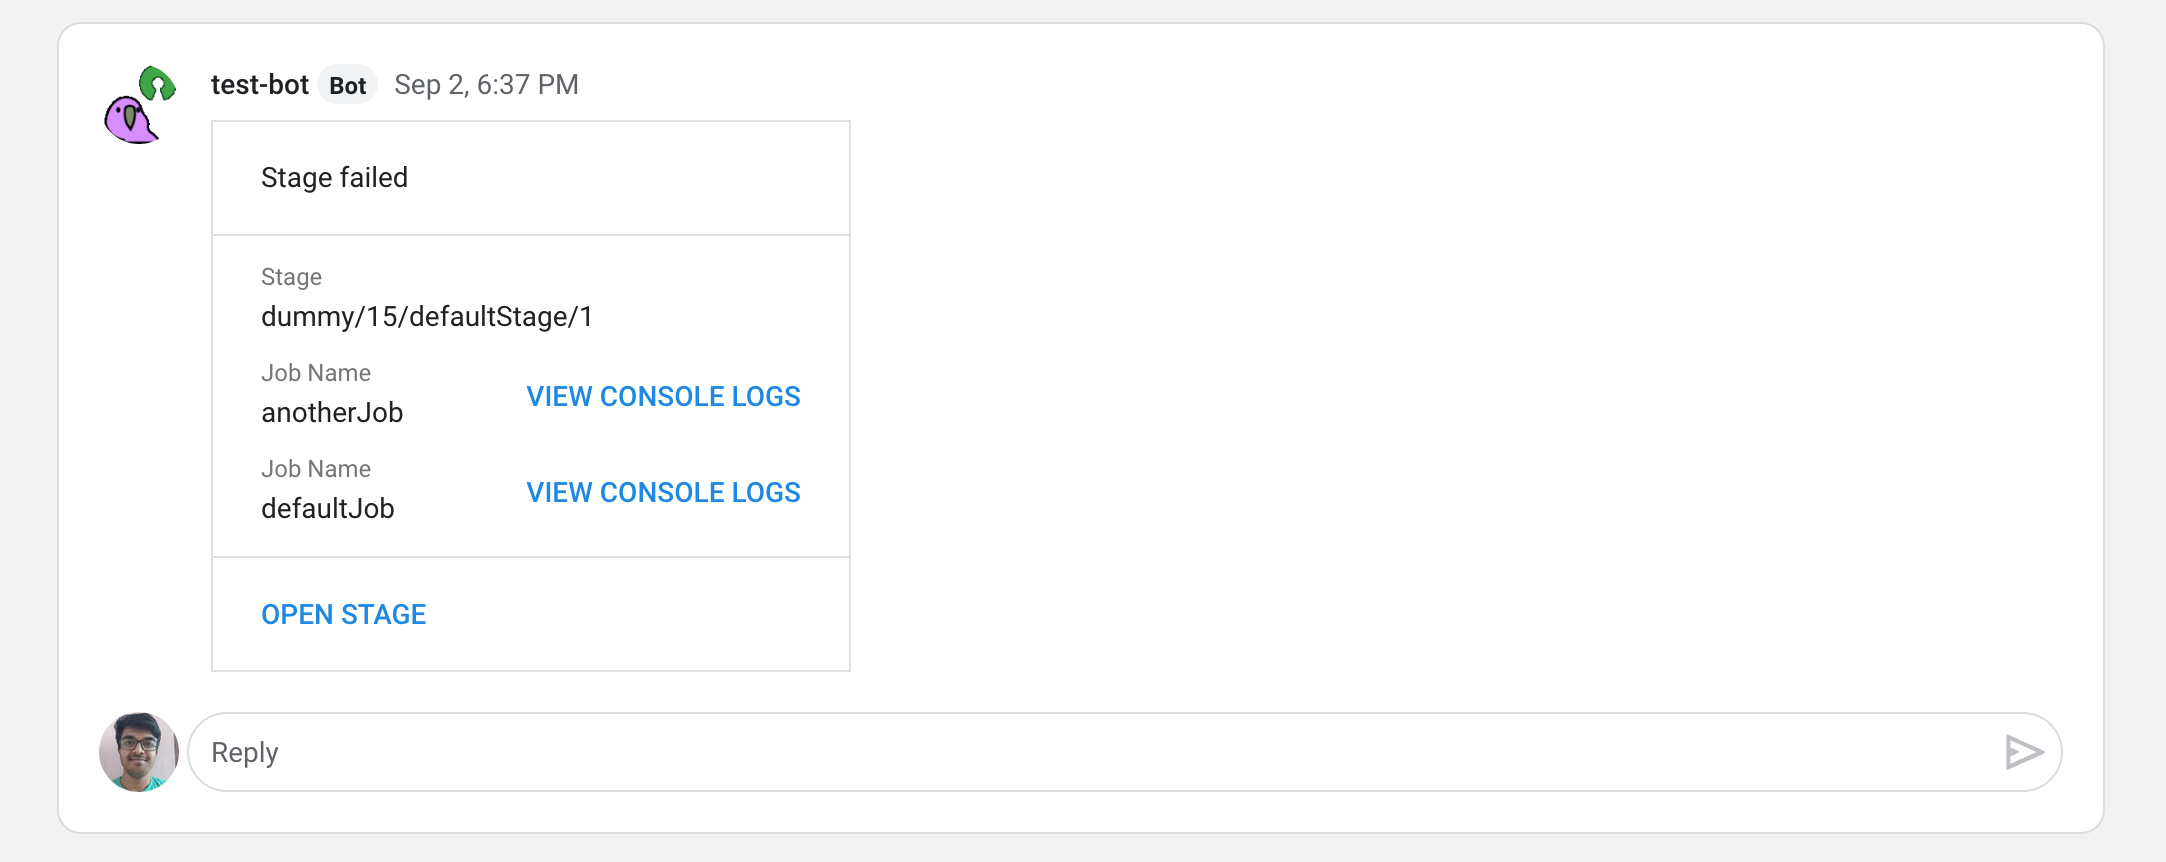 test-bot Bot Sep 2, 6:37 PM
Stage failed
Stage
dummy/15/defaultStage/1
Job Name
anotherJob
VIEW CONSOLE LOGS
Job Name
defaultJob
VIEW CONSOLE LOGS
OPEN STAGE
Reply